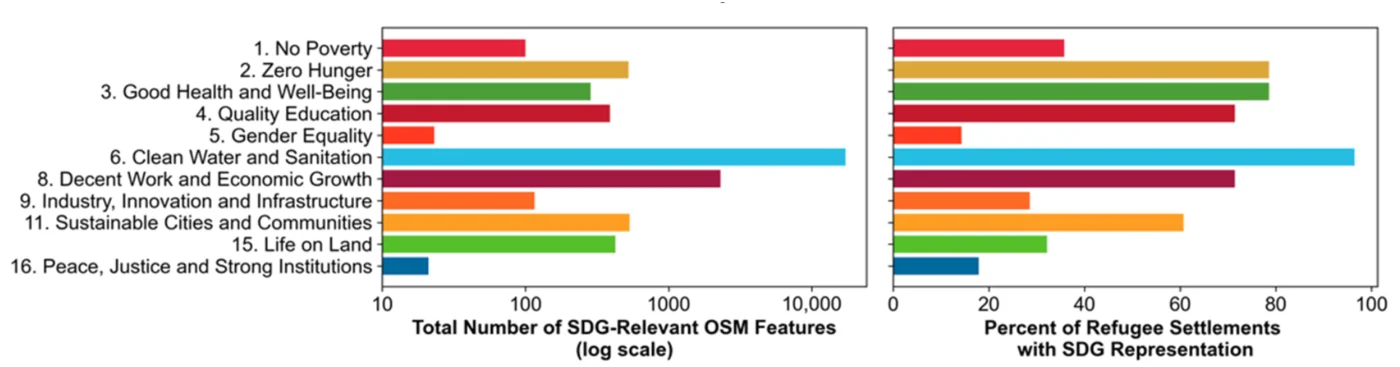 1. No Poverty
2. Zero Hunger
3. Good Health and Well-Being
4. Quality Education
5. Gender Equality
6. Clean Water and Sanitation
8. Decent Work and Economic Growth
9. Industry, Innovation and Infrastructure
11. Sustainable Cities and Communities
15. Life on Land
16. Peace, Justice and Strong Institutions
10 100 1000 10,000
Total Number of SDG-Relevant OSM Features
(log scale)
0 20 40 60 80 100
Percent of Refugee Settlements
with SDG Representation